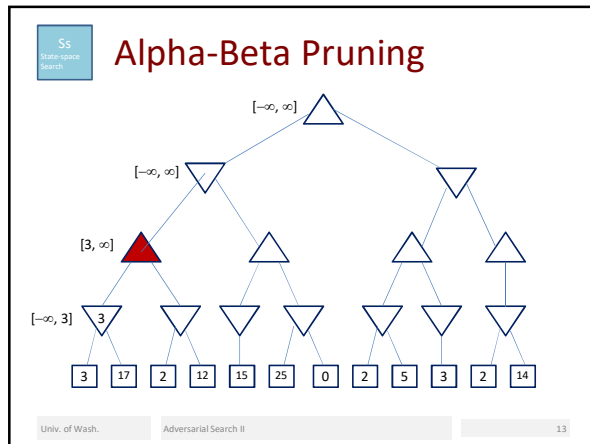 Ss
State-space
Search
Alpha-Beta Pruning
[−∞, ∞]
[−∞, ∞]
[3, ∞]
[−∞, 3] 3
3 17 2 12 15 25 0 2 5 3 2 14
Univ. of Wash. Adversarial Search II 13